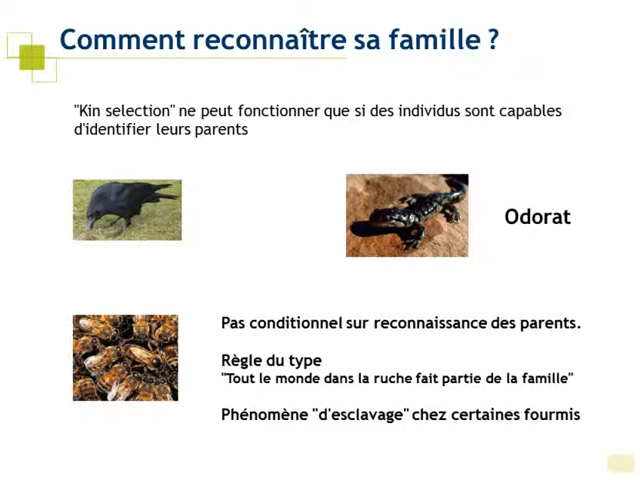 Comment reconnaître sa famille ?
"Kin selection" ne peut fonctionner que si des individus sont capables
d'identifier leurs parents
Odorat
Pas conditionnel sur reconnaissance des parents.
Règle du type
"Tout le monde dans la ruche fait partie de la famille"
Phénomène "d'esclavage" chez certaines fourmis